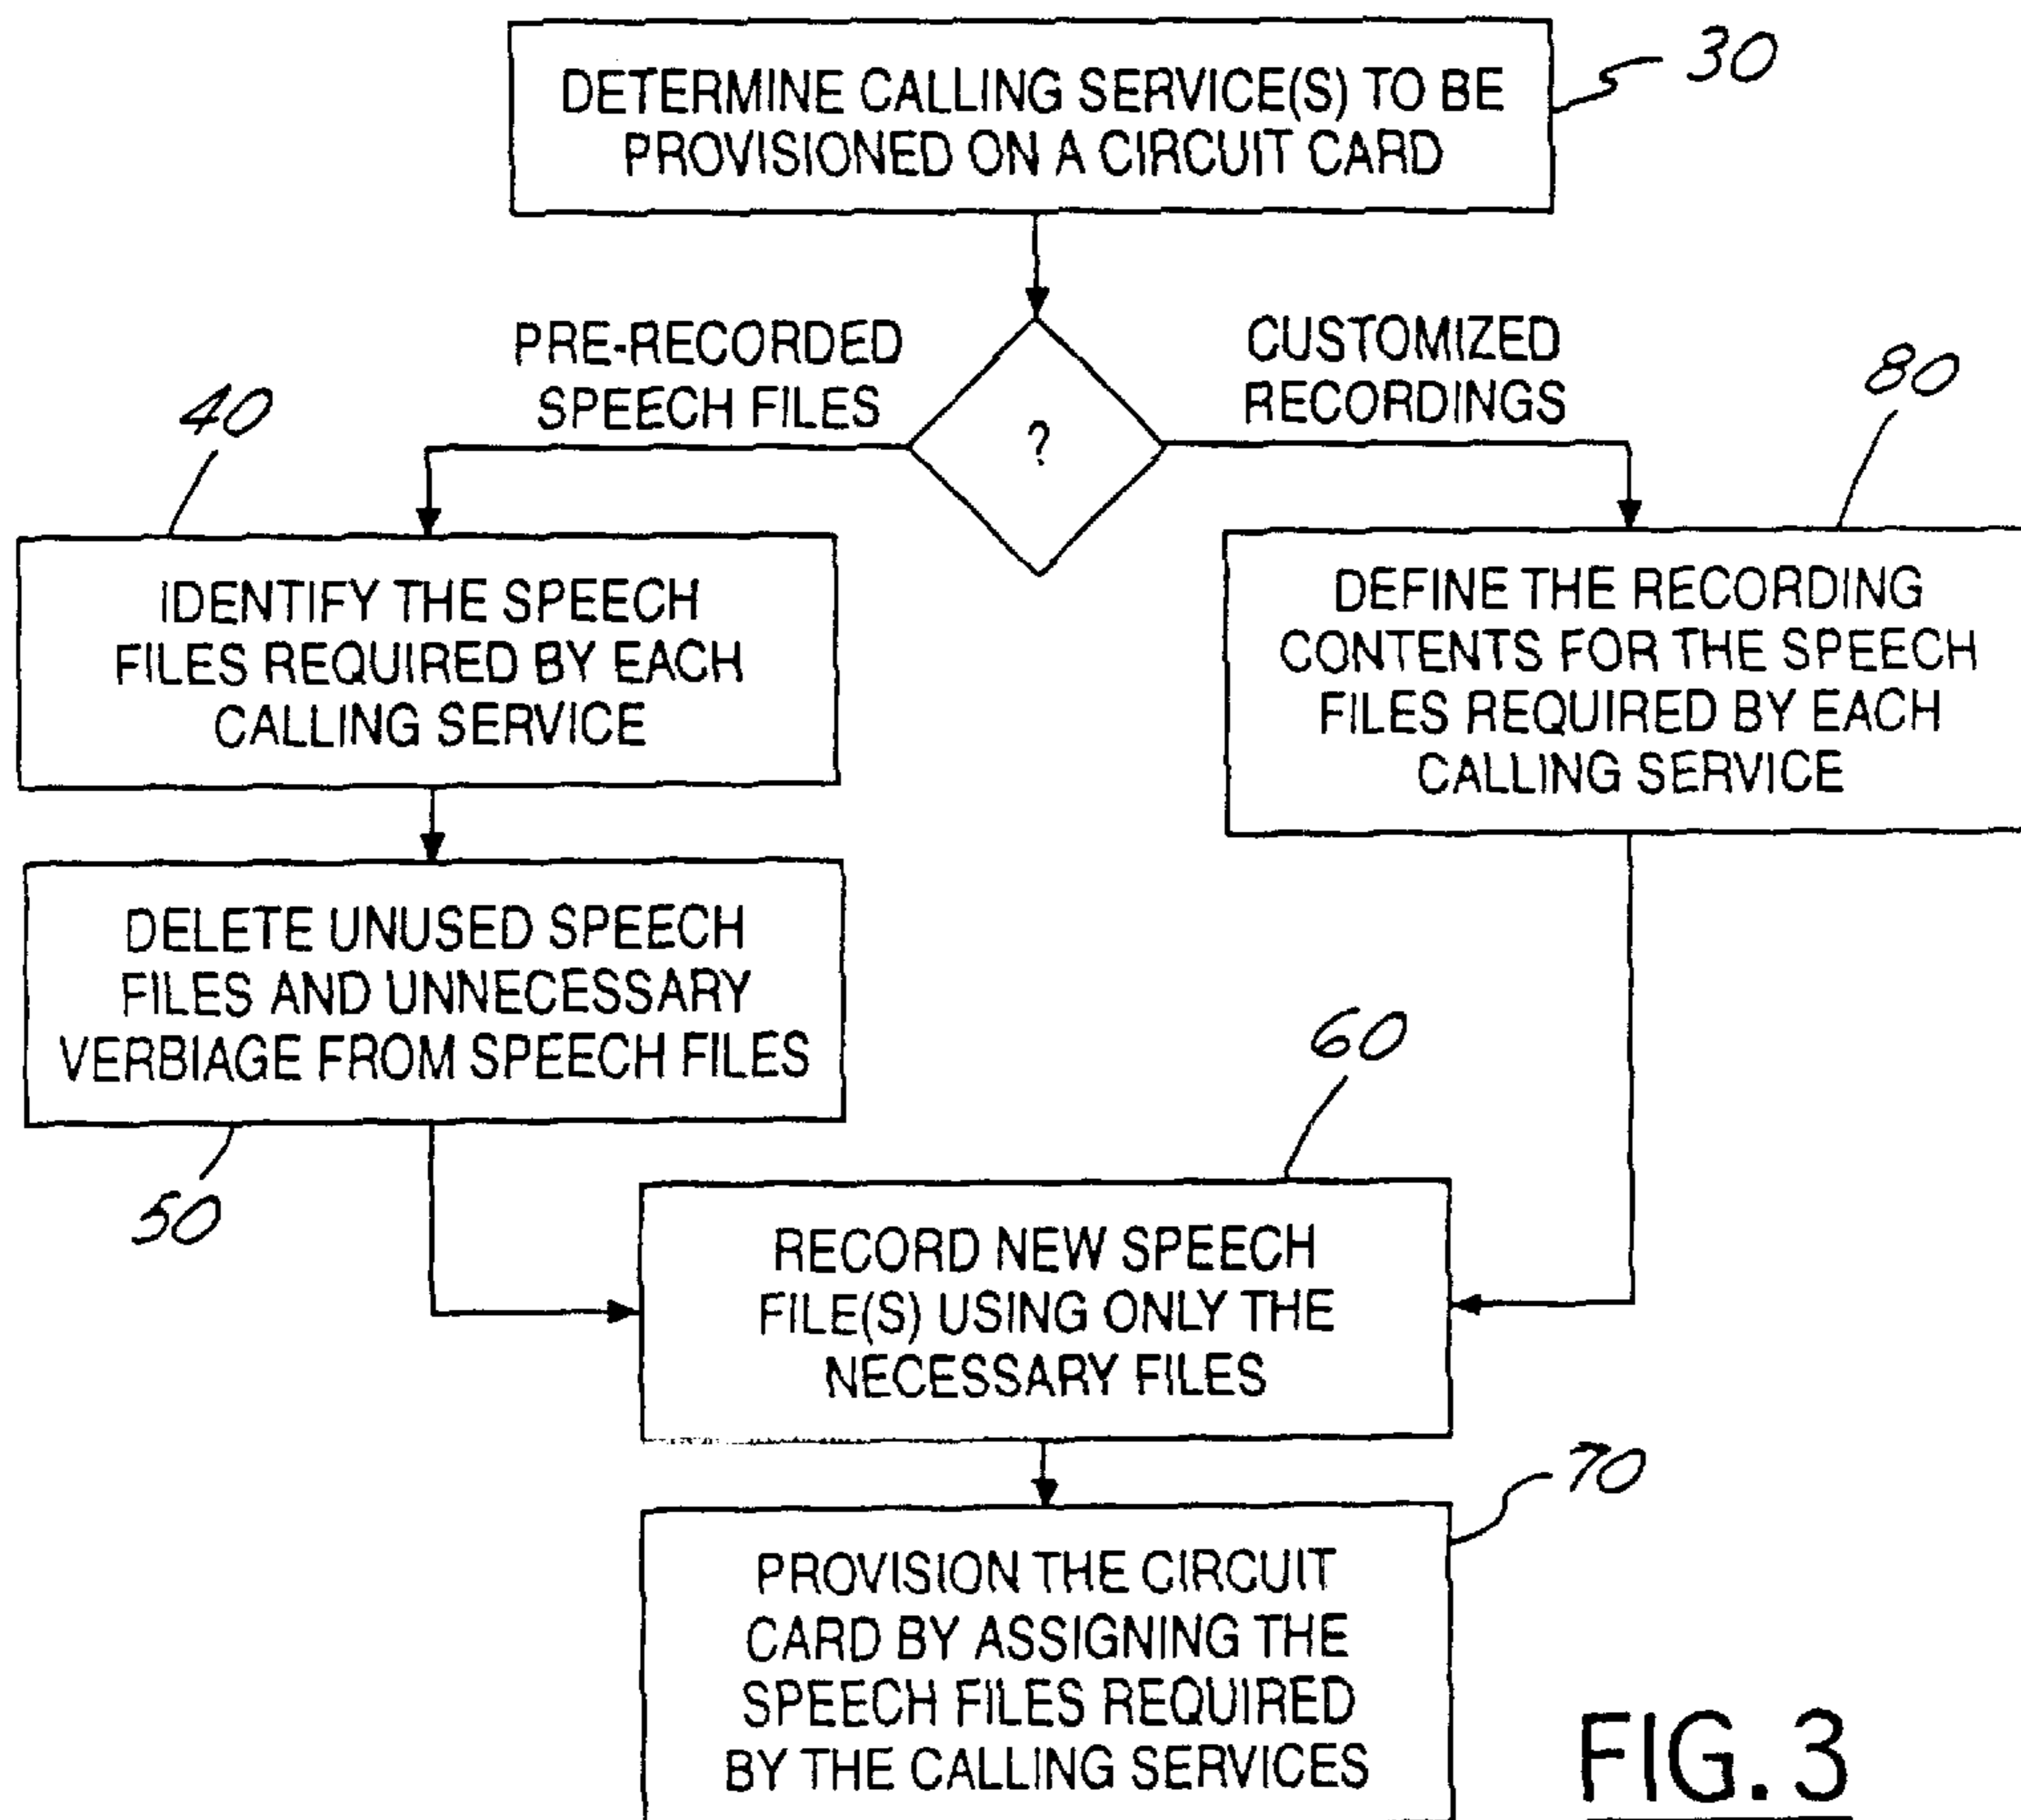 DETERMINE CALLING SERVICE(S) TO BE
PROVISIONED ON A CIRCUIT CARD
30
PRE-RECORDED
SPEECH FILES
?
CUSTOMIZED
RECORDINGS
40
80
IDENTIFY THE SPEECH
FILES REQUIRED BY EACH
CALLING SERVICE
DEFINE THE RECORDING
CONTENTS FOR THE SPEECH
FILES REQUIRED BY EACH
CALLING SERVICE
DELETE UNUSED SPEECH
FILES AND UNNECESSARY
VERBIAGE FROM SPEECH FILES
50
60
RECORD NEW SPEECH
FILE(S) USING ONLY THE
NECESSARY FILES
70
PROVISION THE CIRCUIT
CARD BY ASSIGNING THE
SPEECH FILES REQUIRED
BY THE CALLING SERVICES
FIG. 3